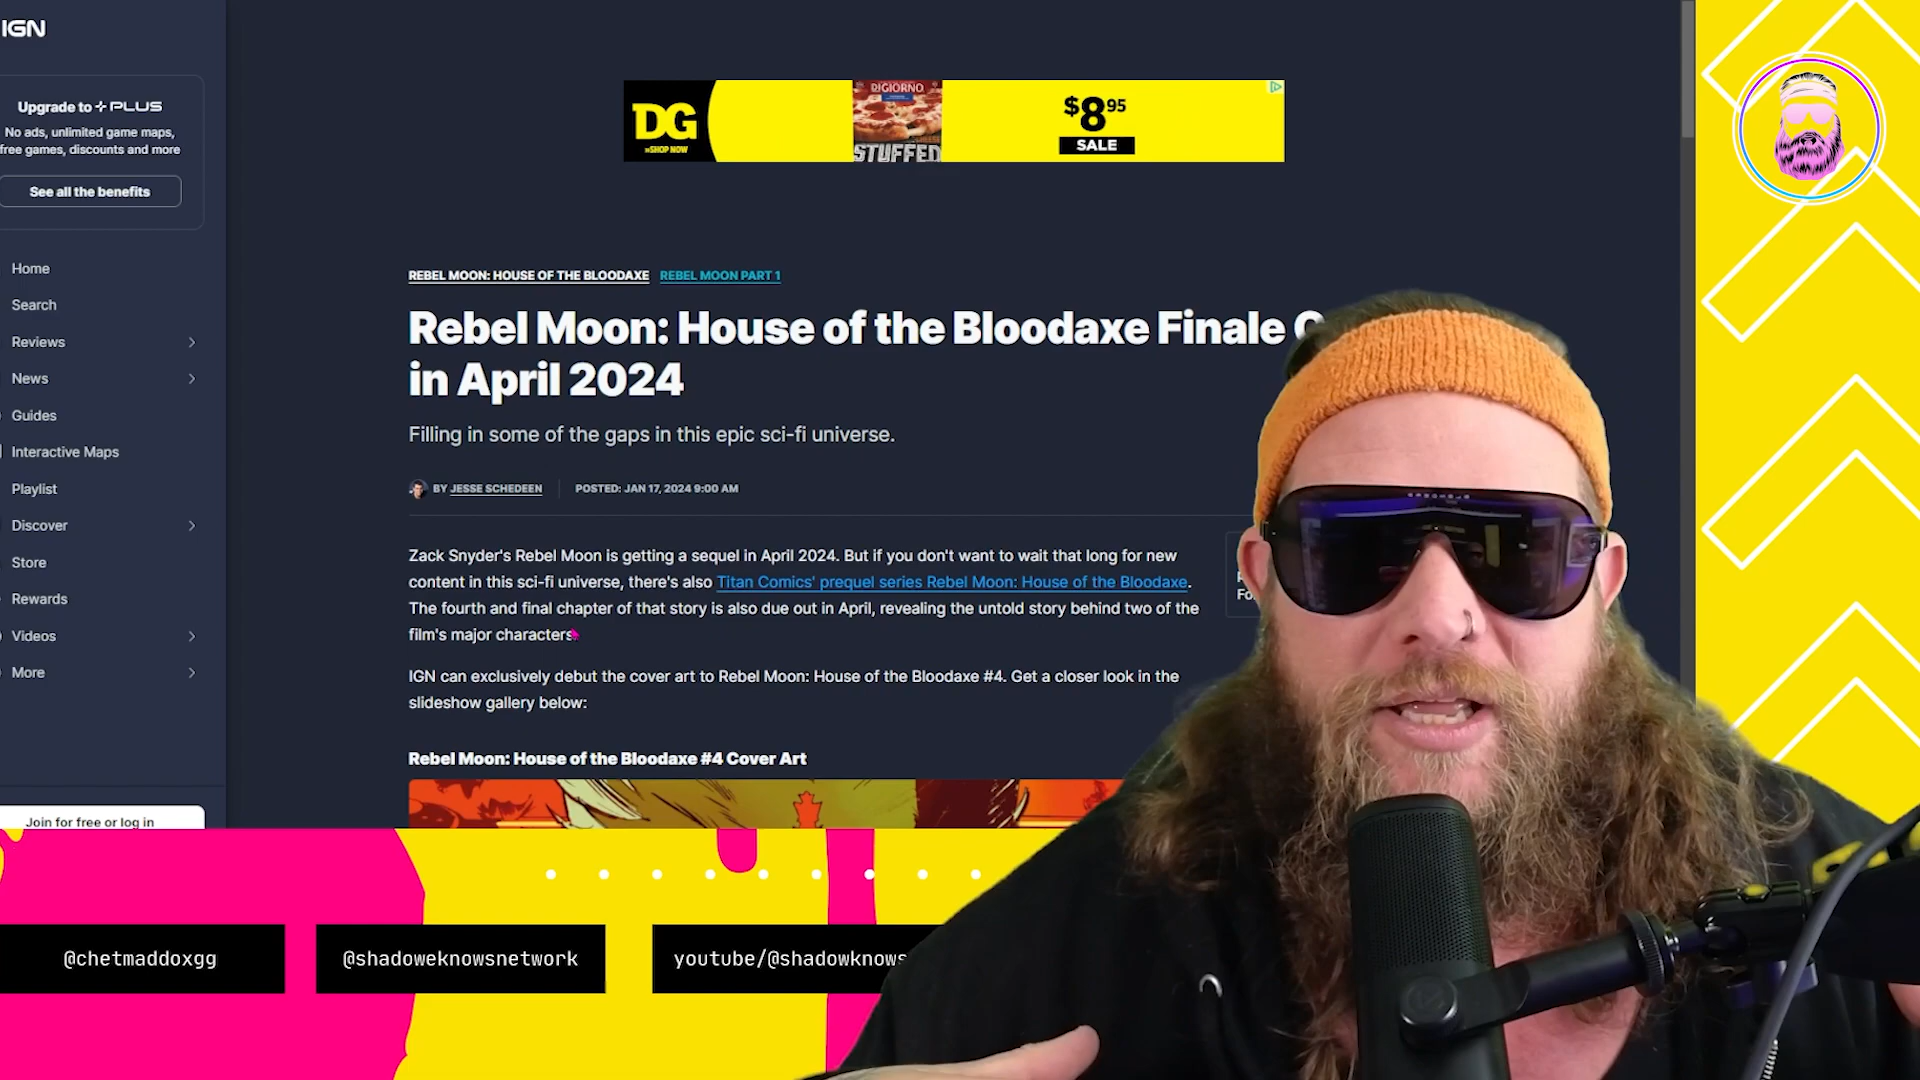 IGN
Upgrade to + PLUS
No ads, unlimited game maps,
free games, discounts and more
See all the benefits
Home
Search
Reviews
News
Guides
Interactive Maps
Playlist
Discover
Store
Rewards
Videos
More
Join for free or log in
DG
SHOP NOW
DIGIORNO
STUFFED
$8.95
SALE
REBEL MOON: HOUSE OF THE BLOODAXE REBEL MOON PART 1
Rebel Moon: House of the Bloodaxe Finale
in April 2024
Filling in some of the gaps in this epic sci-fi universe.
BY JESSE SCHEDEEN POSTED: JAN 17, 2024 9:00 AM
Zack Snyder's Rebel Moon is getting a sequel in April 2024. But if you don't want to wait that long for new
content in this sci-fi universe, there's also Titan Comics' prequel series Rebel Moon: House of the Bloodaxe.
The fourth and final chapter of that story is also due out in April, revealing the untold story behind two of the
film's major characters.
IGN can exclusively debut the cover art to Rebel Moon: House of the Bloodaxe #4. Get a closer look in the
slideshow gallery below:
Rebel Moon: House of the Bloodaxe #4 Cover Art
@chetmaddoxgg
@shadoweknowsnetwork
youtube/@shadowknows